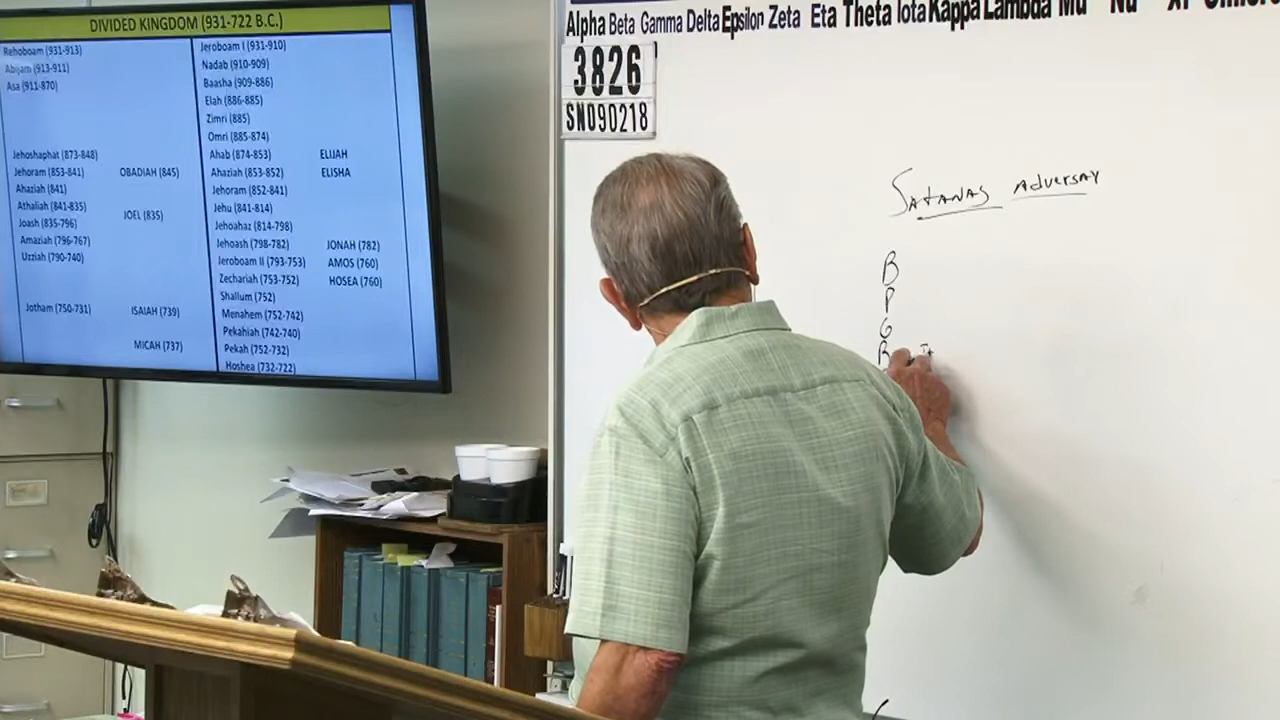 DIVIDED KINGDOM (931-722 B.C.)
Rehoboam (931-913)
Abijam (913-911)
Asa (911-870)
Jehoshaphat (873-848)
Jehoram (853-841) OBADIAH (845)
Ahaziah (841)
Athaliah (841-835)
JOEL (835)
Joash (835-796)
Amaziah (796-767)
Uzziah (790-740)
Jotham (750-731) ISAIAH (739)
MICAH (737)
Jeroboam I (931-910)
Nadab (910-909)
Baasha (909-886)
Elah (886-885)
Zimri (885)
Omri (885-874)
Ahab (874-853) ELIJAH
Ahaziah (853-852) ELISHA
Jehoram (852-841)
Jehu (841-814)
Jehoahaz (814-798)
Jehoash (798-782) JONAH (782)
Jeroboam II (793-753) AMOS (760)
Zechariah (753-752) HOSEA (760)
Shallum (752)
Menahem (752-742)
Pekahiah (742-740)
Pekah (752-732)
Hoshea (732-722)
Alpha Beta Gamma Delta Epsilon Zeta Eta Theta Iota Kappa Lambda Mu Nu Xi
3826
SN090218
SATANAS ADVERSAY
B
P
G
R